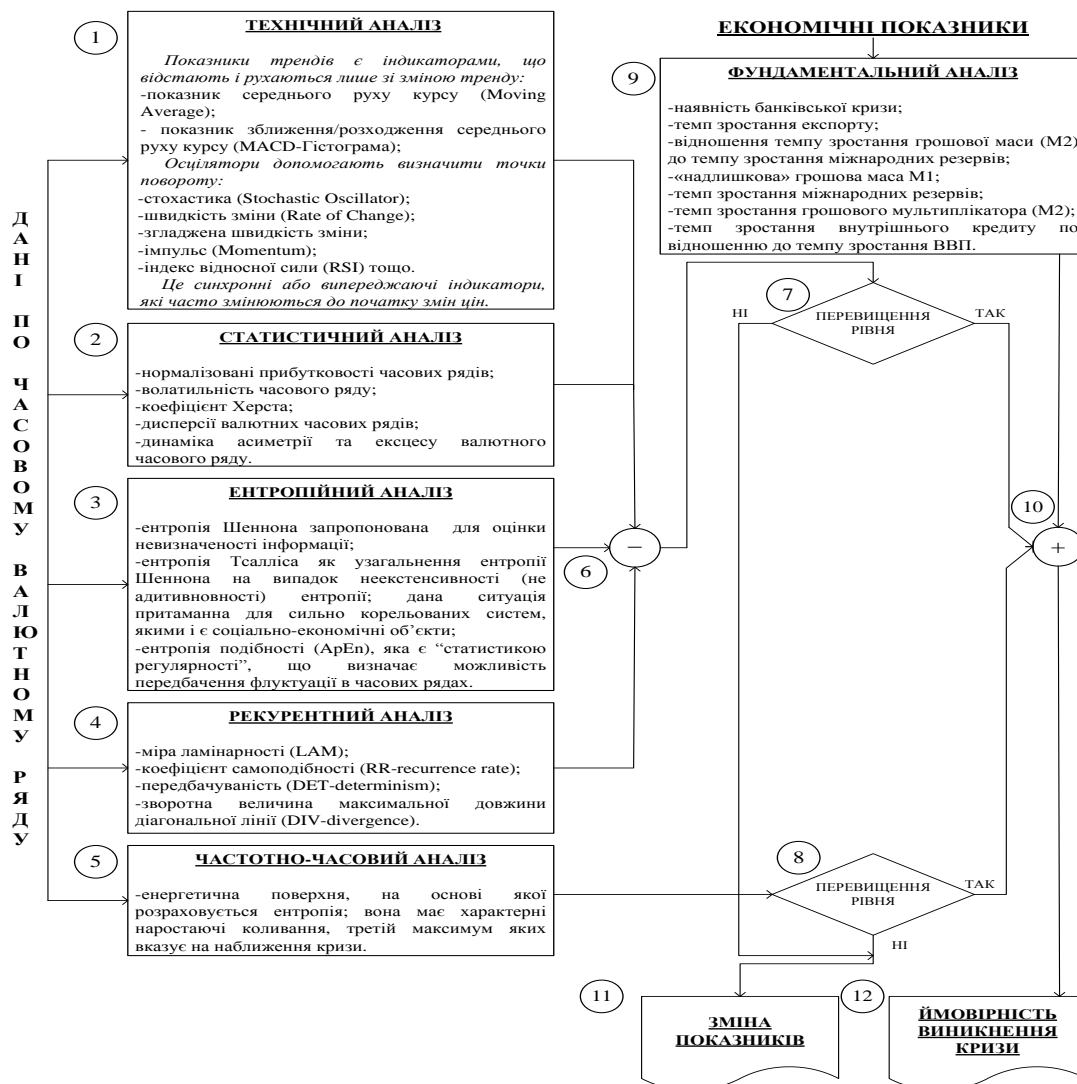 ДАНІ ПО ЧАСОВОМУ ВАЛЮТНОМУ РЯДУ
1
ТЕХНІЧНИЙ АНАЛІЗ
Показники трендів є індикаторами, що
відстають і рухаються лише зі зміною тренду:
-показник середнього руху курсу (Moving
Average);
- показник зближення/розходження середнього
руху курсу (MACD-Гістограма);
Осцілятори допомагають визначити точки
повороту:
-стохастика (Stochastic Oscillator);
-швидкість зміни (Rate of Change);
-згладжена швидкість зміни;
-імпульс (Momentum);
-індекс відносної сили (RSI) тощо.
Це синхронні або випереджаючі індикатори,
які часто змінюються до початку змін цін.
2
СТАТИСТИЧНИЙ АНАЛІЗ
-нормалізовані прибутковості часових рядів;
-волатильність часового ряду;
-коефіцієнт Херста;
-дисперсії валютних часових рядів;
-динаміка асиметрії та ексцесу валютного
часового ряду.
3
ЕНТРОПІЙНИЙ АНАЛІЗ
-ентропія Шеннона запропонована для оцінки
невизначеності інформації;
-ентропія Тсалліса як узагальнення ентропії
Шеннона на випадок неекстенсивності (не
адитивновності) ентропії; дана ситуація
притаманна для сильно корельованих систем,
якими і є соціально-економічні об’єкти;
-ентропія подібності (ApEn), яка є “статистикою
регулярності”, що визначає можливість
передбачення флуктуації в часових рядах.
4
РЕКУРЕНТНИЙ АНАЛІЗ
-міра ламінарності (LAM);
-коефіцієнт самоподібності (RR-recurrence rate);
-передбачуваність (DET-determinism);
-зворотна величина максимальної довжини
діагональної лінії (DIV-divergence).
5
ЧАСТОТНО-ЧАСОВИЙ АНАЛІЗ
-енергетична поверхня, на основі якої
розраховується ентропія; вона має характерні
наростаючі коливання, третій максимум яких
вказує на наближення кризи.
6
−
ЕКОНОМІЧНІ ПОКАЗНИКИ
9
ФУНДАМЕНТАЛЬНИЙ АНАЛІЗ
-наявність банківської кризи;
-темп зростання експорту;
-відношення темпу зростання грошової маси (М2)
до темпу зростання міжнародних резервів;
-«надлишкова» грошова маса М1;
-темп зростання міжнародних резервів;
-темп зростання грошового мультиплікатора (М2);
-темп зростання внутрішнього кредиту по
відношенню до темпу зростання ВВП.
7
НІ
ПЕРЕВИЩЕННЯ
РІВНЯ
ТАК
10
+
8
ПЕРЕВИЩЕННЯ
РІВНЯ
ТАК
НІ
11
ЗМІНА
ПОКАЗНИКІВ
12
ЙМОВІРНІСТЬ
ВИНИКНЕННЯ
КРИЗИ